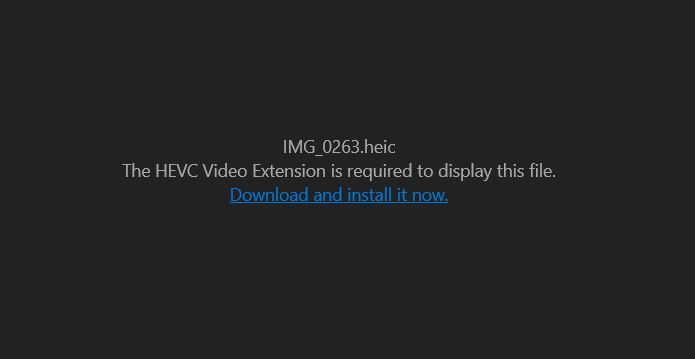 IMG_0263.heic
The HEVC Video Extension is required to display this file.
Download and install it now.